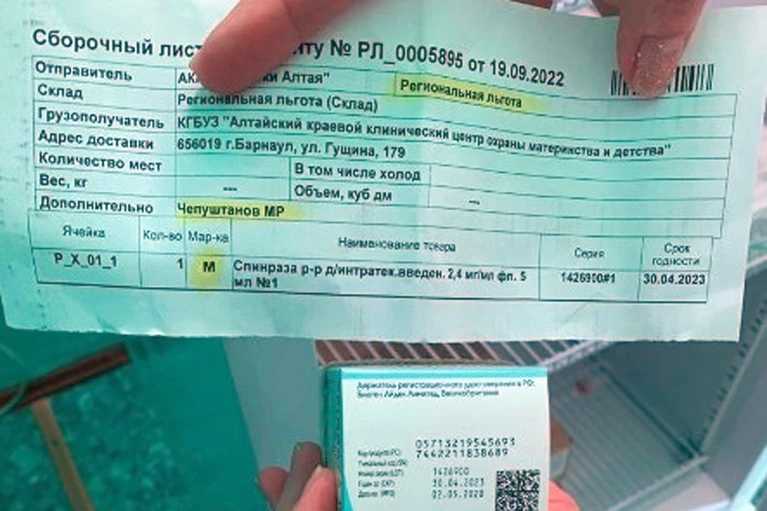 Сборочный лист нту № РЛ_0005895 от 19.09.2022
Отправитель АК ки Алтая" Региональная льгота
Склад Региональная льгота (Склад)
Грузополучатель КГБУЗ "Алтайский краевой клинический центр охраны материнства и детства"
Адрес доставки 656019 г.Барнаул, ул. Гущина, 179
Количество мест В том числе холод
Вес, кг --- Объем, куб дм ---
Дополнительно Чепуштанов МР
Ячейка Кол-во Мар-ка Наименование товара Серия Срок годности
Р_Х_01_1 1 М Спинраза р-р д/интратек.введен. 2,4 мг/мл фл. 5 мл №1 1426900#1 30.04.2023
Держатель регистрационного удостоверения в РФ:
Биоген Айдек Лимитед, Великобритания
05713219545693
7442211838689
1426900
30.04.2023
02.05.2020